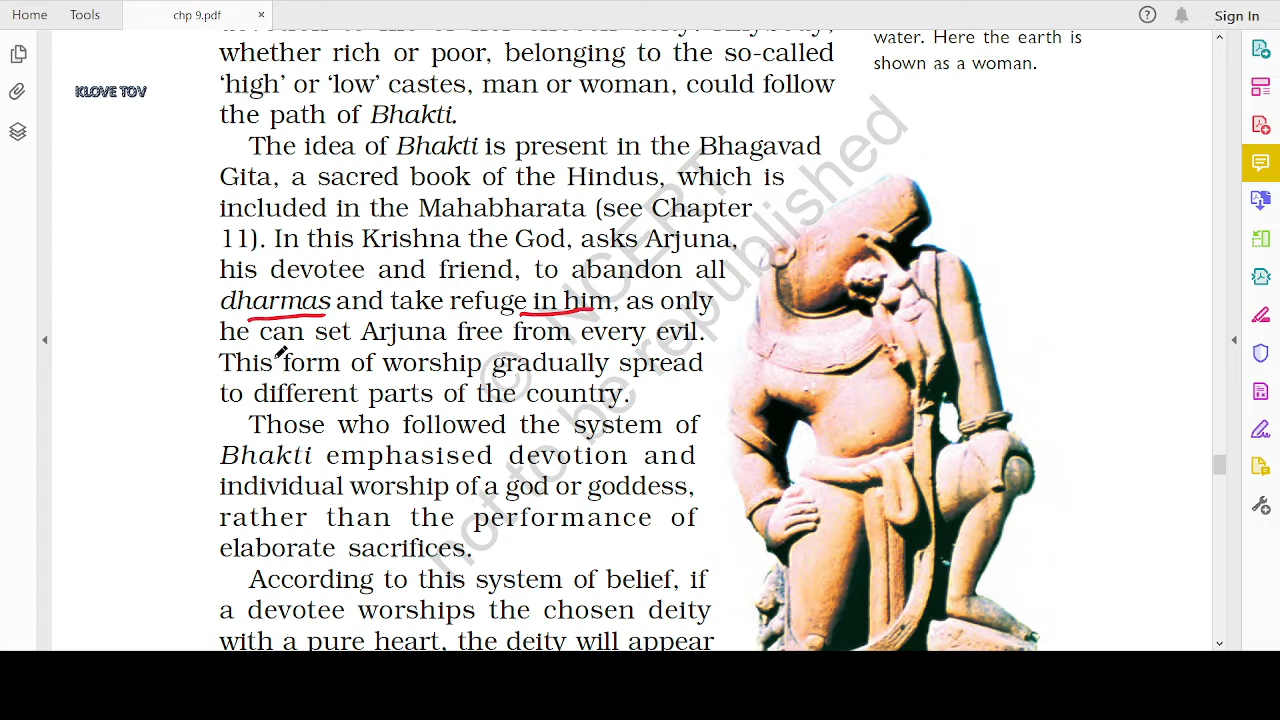 Home
Tools
chp 9.pdf
×
Sign In
KLOVE TOV
whether rich or poor, belonging to the so-called
‘high’ or ‘low’ castes, man or woman, could follow
the path of Bhakti.
The idea of Bhakti is present in the Bhagavad
Gita, a sacred book of the Hindus, which is
included in the Mahabharata (see Chapter
11). In this Krishna the God, asks Arjuna,
his devotee and friend, to abandon all
dharmas and take refuge in him, as only
he can set Arjuna free from every evil.
This form of worship gradually spread
to different parts of the country.
Those who followed the system of
Bhakti emphasised devotion and
individual worship of a god or goddess,
rather than the performance of
elaborate sacrifices.
According to this system of belief, if
a devotee worships the chosen deity
with a pure heart, the deity will appear
water. Here the earth is
shown as a woman.
© NCERT
not to be republished